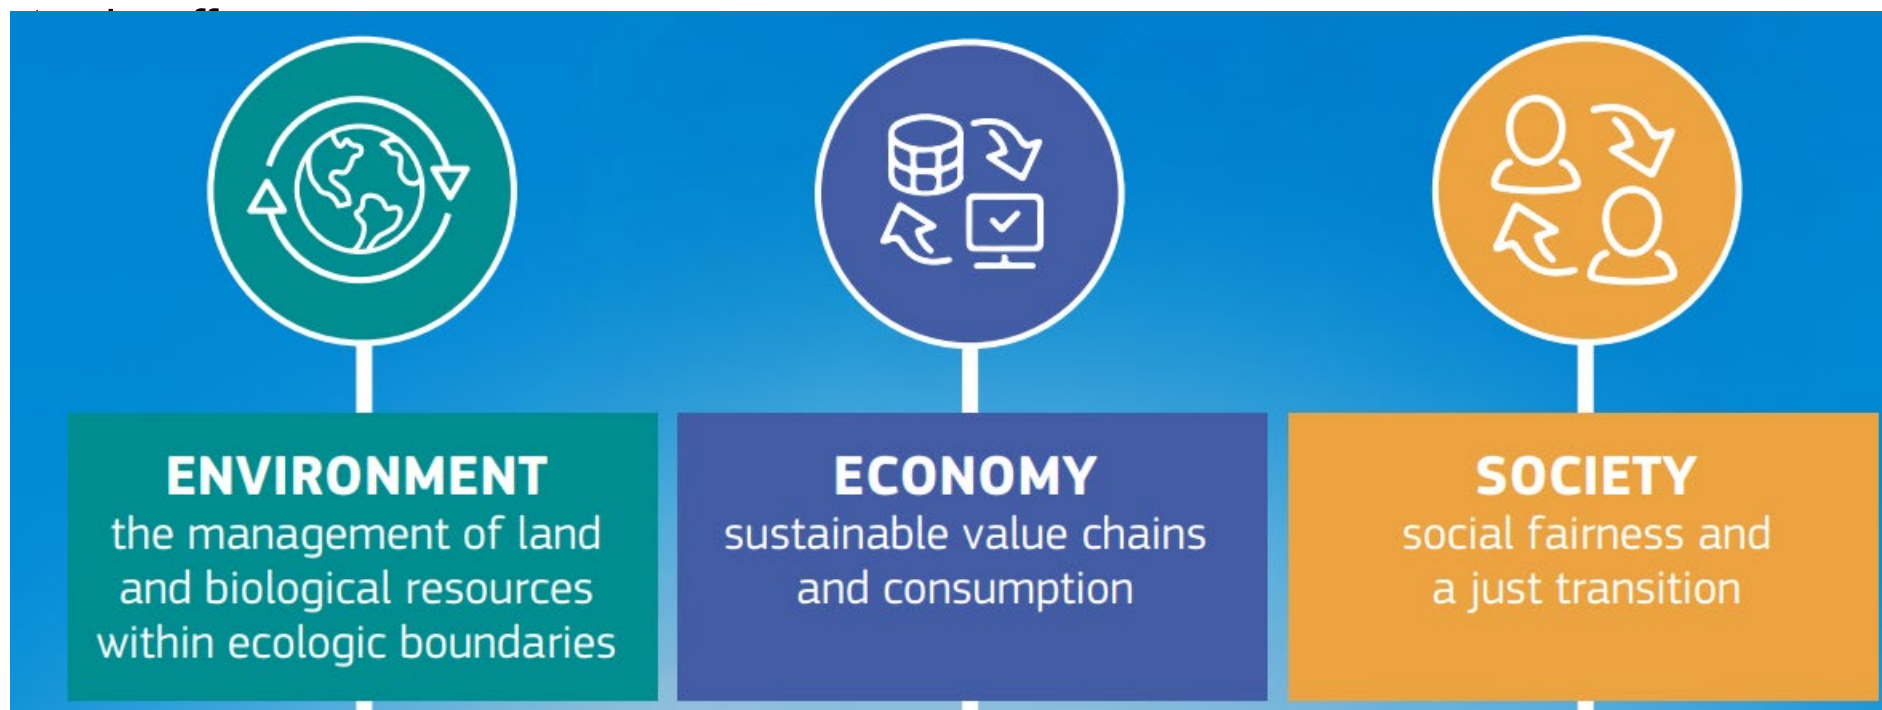 ENVIRONMENT
the management of land
and biological resources
within ecologic boundaries
ECONOMY
sustainable value chains
and consumption
SOCIETY
social fairness and
a just transition